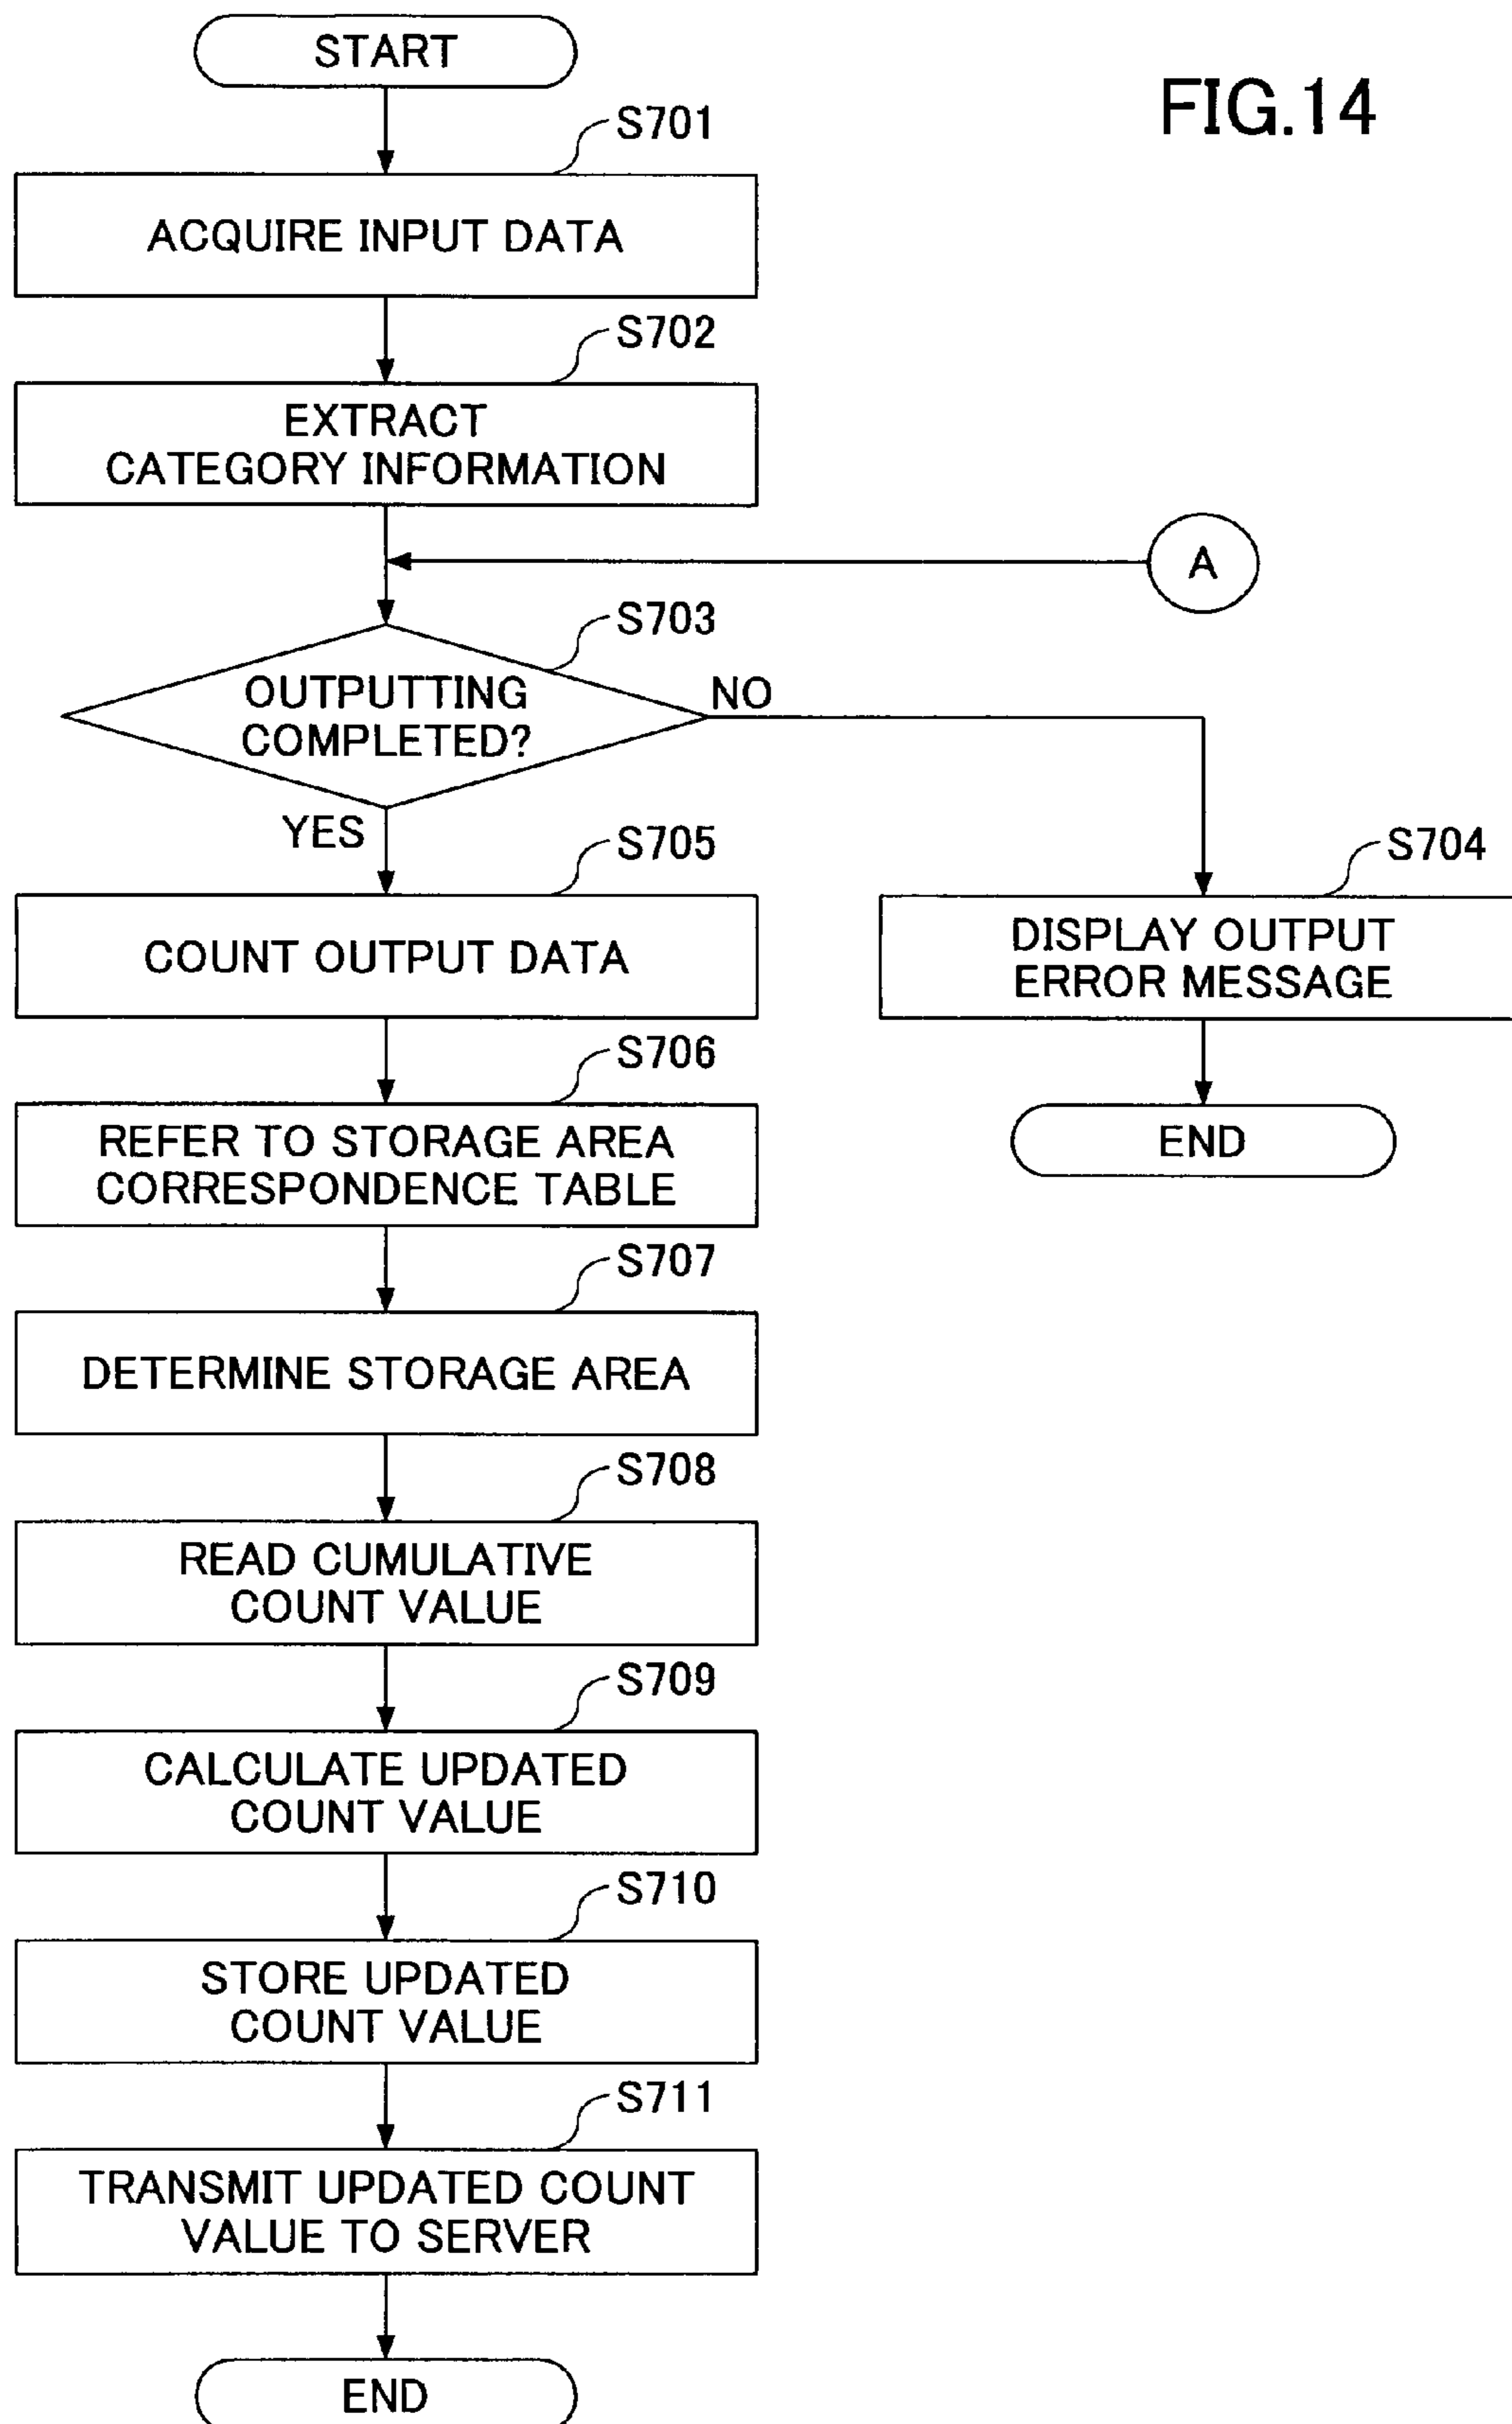 FIG.14
START
S701
ACQUIRE INPUT DATA
S702
EXTRACT
CATEGORY INFORMATION
A
S703
OUTPUTTING
COMPLETED?
NO
YES
S705
COUNT OUTPUT DATA
S704
DISPLAY OUTPUT
ERROR MESSAGE
END
S706
REFER TO STORAGE AREA
CORRESPONDENCE TABLE
S707
DETERMINE STORAGE AREA
S708
READ CUMULATIVE
COUNT VALUE
S709
CALCULATE UPDATED
COUNT VALUE
S710
STORE UPDATED
COUNT VALUE
S711
TRANSMIT UPDATED COUNT
VALUE TO SERVER
END